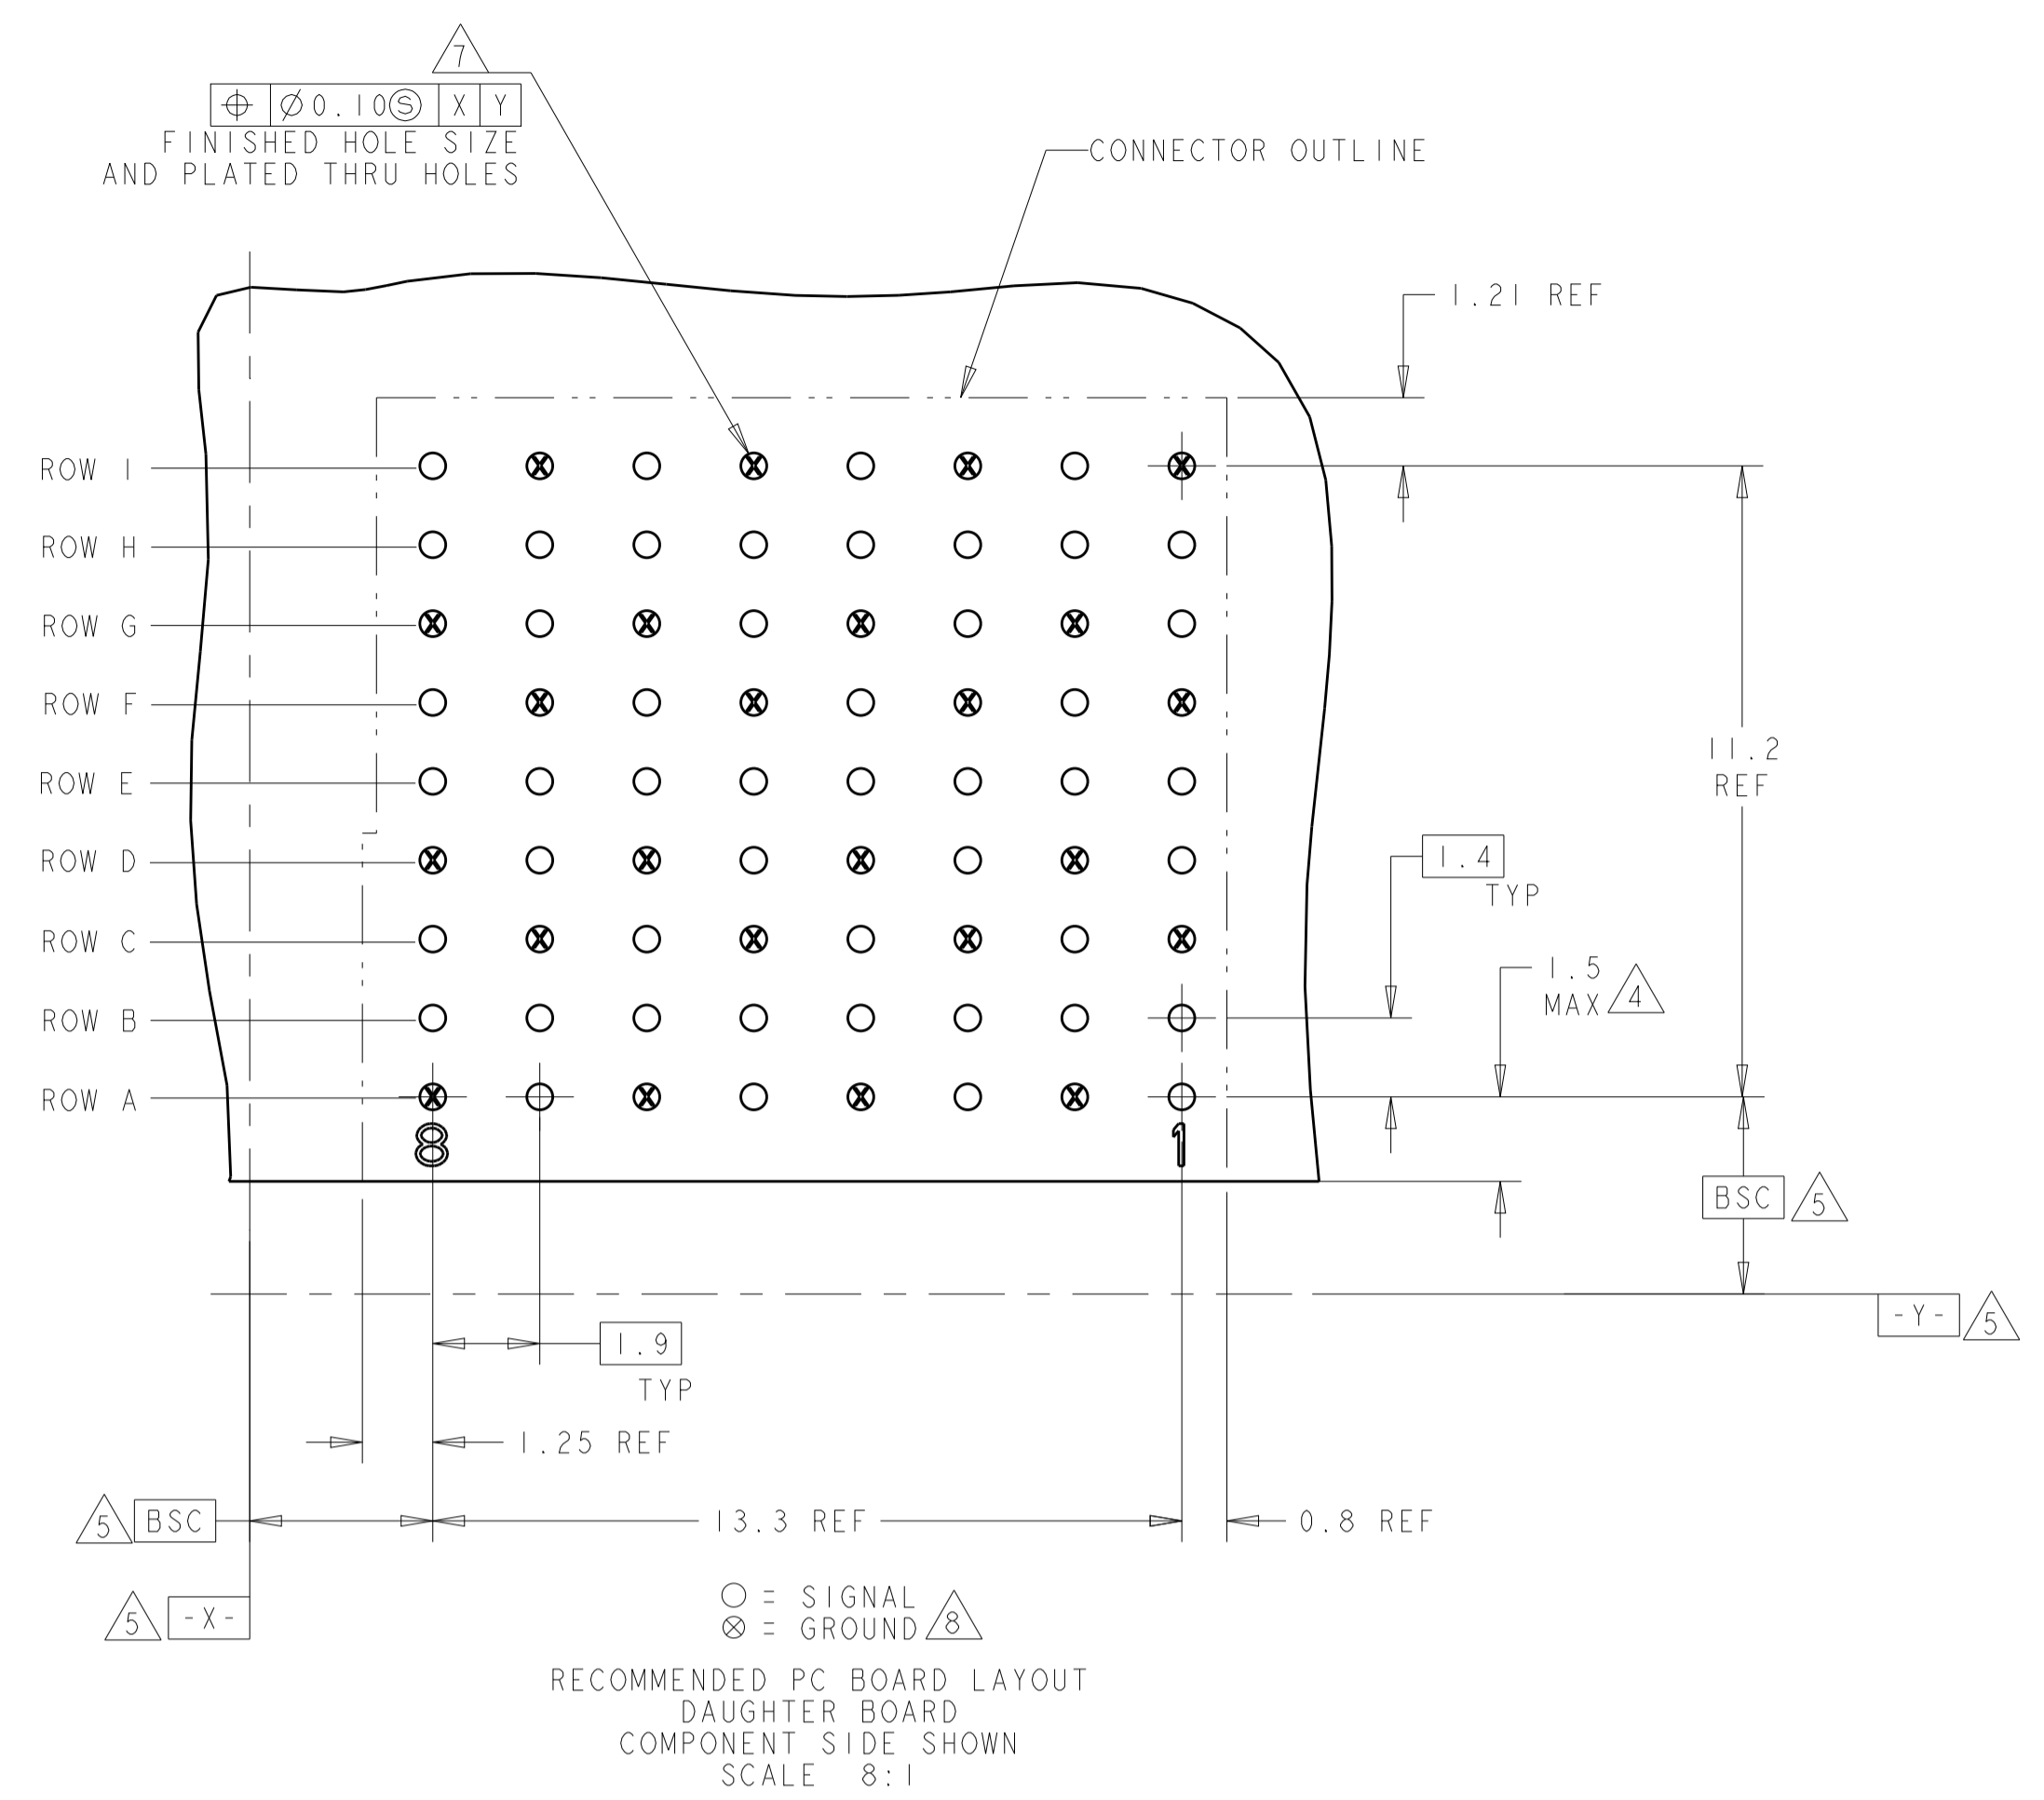 7
⌖ ⌀0.10Ⓢ X Y
FINISHED HOLE SIZE
AND PLATED THRU HOLES
CONNECTOR OUTLINE
1.21 REF
ROW I
ROW H
ROW G
ROW F
ROW E
ROW D
ROW C
ROW B
ROW A
11.2
REF
1.4
TYP
1.5
MAX 4
8
1
BSC 5
-Y- 5
1.9
TYP
1.25 REF
5 BSC
13.3 REF
0.8 REF
5 -X-
= SIGNAL
= GROUND 8
RECOMMENDED PC BOARD LAYOUT
DAUGHTER BOARD
COMPONENT SIDE SHOWN
SCALE 8:1